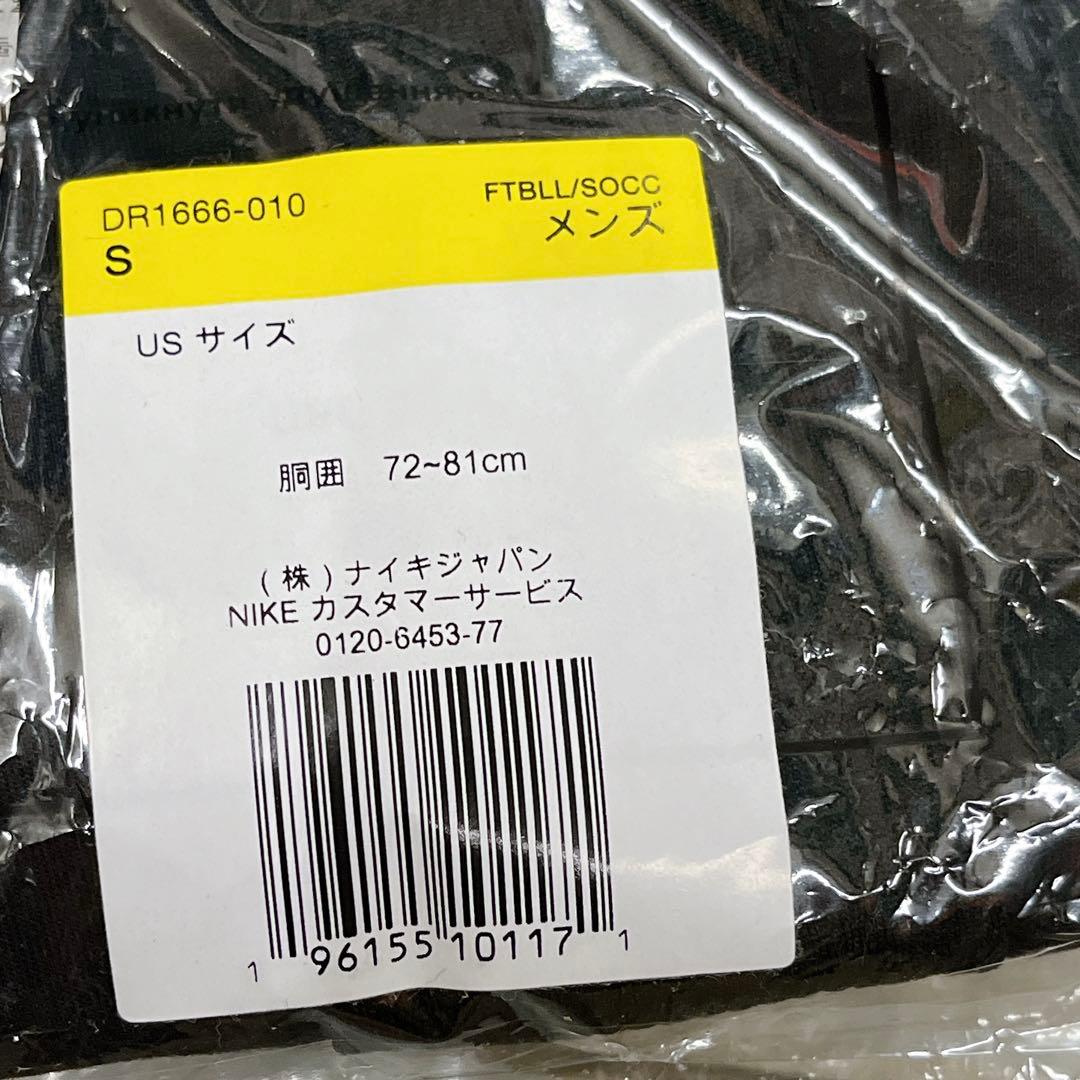 DR1666-010
FTBLL/SOCC
S
メンズ
US サイズ
胴囲 72~81cm
(株)ナイキジャパン
NIKE カスタマーサービス
0120-6453-77
1 96155 10117 1